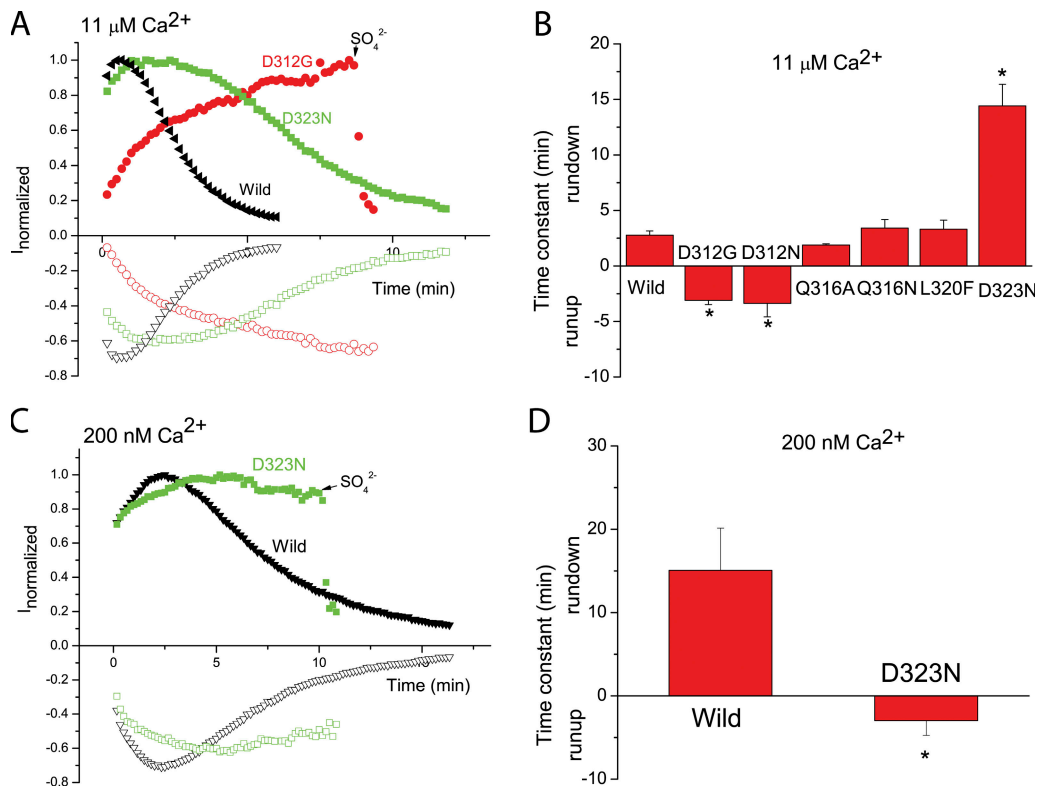 A
11 μM Ca2+
SO4 2-
D312G
D323N
Wild
Inormalized
1.0
0.8
0.6
0.4
0.2
0.0
-0.2
-0.4
-0.6
-0.8
0
10
Time (min)
B
11 μM Ca2+
Time constant (min)
rundown
runup
20
15
10
5
0
-5
-10
*
D312G D312N
Wild
Q316A Q316N L320F D323N
* *
C
200 nM Ca2+
D323N
SO4 2-
Wild
Inormalized
1.0
0.8
0.6
0.4
0.2
0.0
-0.2
-0.4
-0.6
-0.8
0 5 10
Time (min)
D
200 nM Ca2+
Time constant (min)
rundown
runup
30
20
10
0
-10
D323N
Wild
*